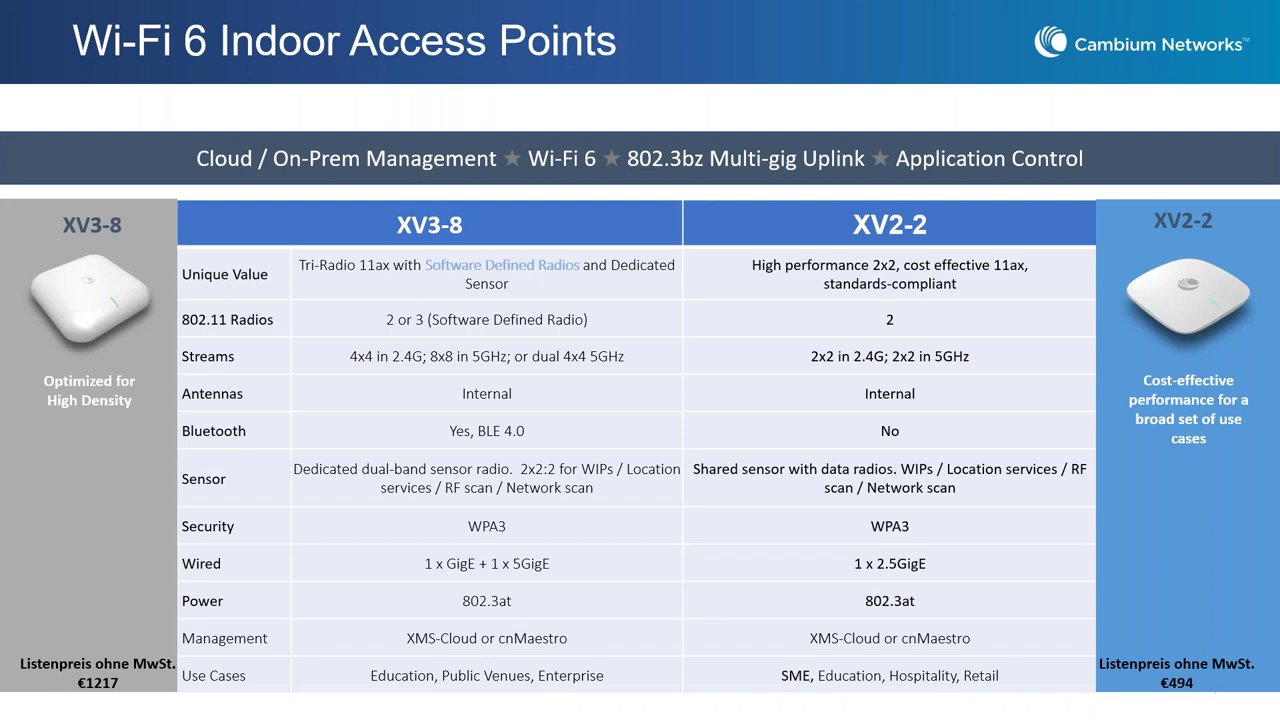 Wi-Fi 6 Indoor Access Points
Cambium Networks™
Cloud / On-Prem Management ★ Wi-Fi 6 ★ 802.3bz Multi-gig Uplink ★ Application Control
XV3-8
Optimized for
High Density
Listenpreis ohne MwSt.
€1217
XV3-8 XV2-2
Unique Value Tri-Radio 11ax with Software Defined Radios and Dedicated
Sensor High performance 2x2, cost effective 11ax,
standards-compliant
802.11 Radios 2 or 3 (Software Defined Radio) 2
Streams 4x4 in 2.4G; 8x8 in 5GHz; or dual 4x4 5GHz 2x2 in 2.4G; 2x2 in 5GHz
Antennas Internal Internal
Bluetooth Yes, BLE 4.0 No
Sensor Dedicated dual-band sensor radio. 2x2:2 for WIPs / Location
services / RF scan / Network scan Shared sensor with data radios. WIPs / Location services / RF
scan / Network scan
Security WPA3 WPA3
Wired 1 x GigE + 1 x 5GigE 1 x 2.5GigE
Power 802.3at 802.3at
Management XMS-Cloud or cnMaestro XMS-Cloud or cnMaestro
Use Cases Education, Public Venues, Enterprise SME, Education, Hospitality, Retail
XV2-2
Cost-effective
performance for a
broad set of use
cases
Listenpreis ohne MwSt.
€494